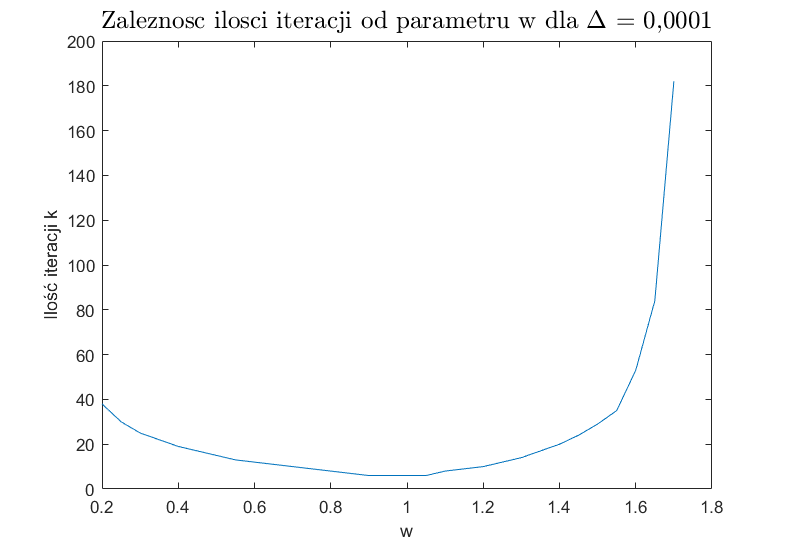 Zaleznosc ilosci iteracji od parametru w dla Δ = 0,0001
200
180
160
140
120
100
80
60
40
20
0
Ilość iteracji k
0.2 0.4 0.6 0.8 1 1.2 1.4 1.6 1.8
w